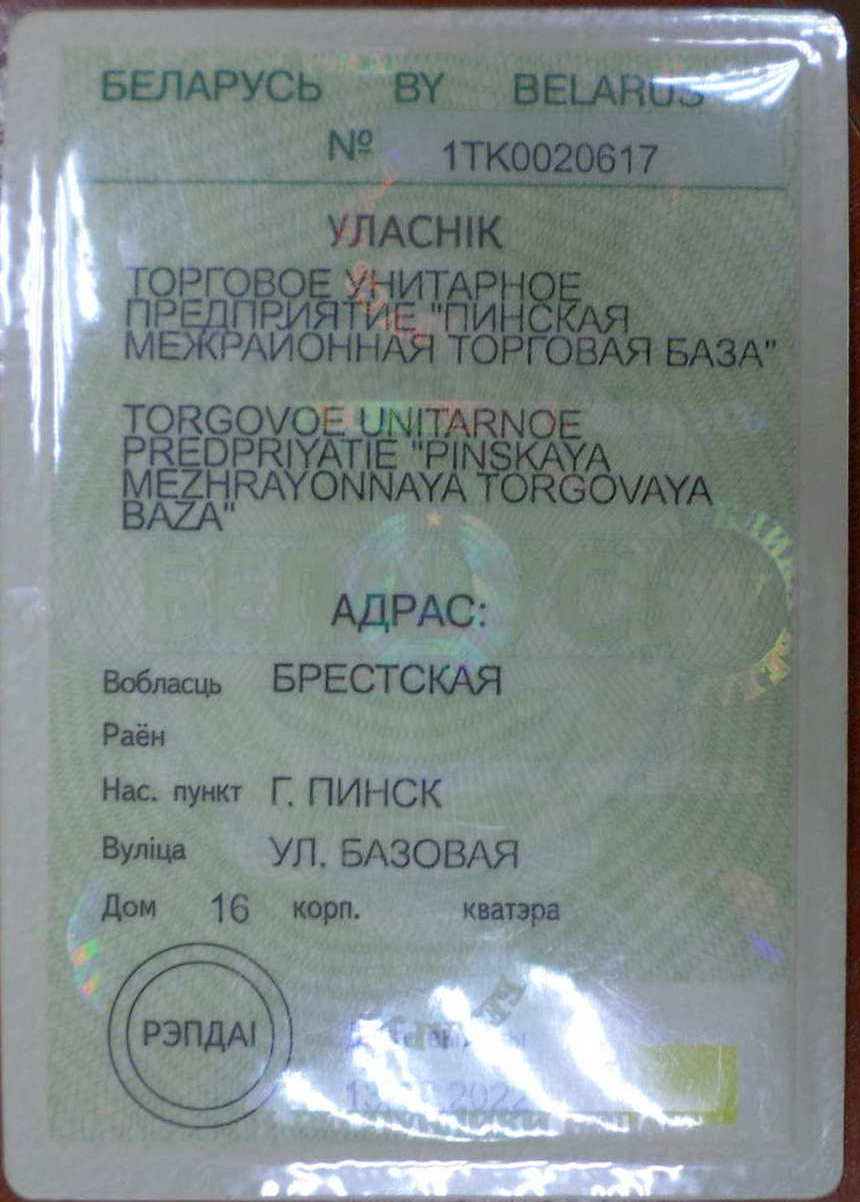 БЕЛАРУСЬ BY BELARUS
№ 1TK0020617
УЛАСНІК
ТОРГОВОЕ УНИТАРНОЕ
ПРЕДПРИЯТИЕ "ПИНСКАЯ
МЕЖРАЙОННАЯ ТОРГОВАЯ БАЗА"
TORGOVOE UNITARNOE
PREDPRIYATIE "PINSKAYA
MEZHRAYONNAYA TORGOVAYA
BAZA"
АДРАС:
Вобласць БРЕСТСКАЯ
Раён
Нас. пункт Г. ПИНСК
Вуліца УЛ. БАЗОВАЯ
Дом 16 корп. кватэра
РЭПДАІ